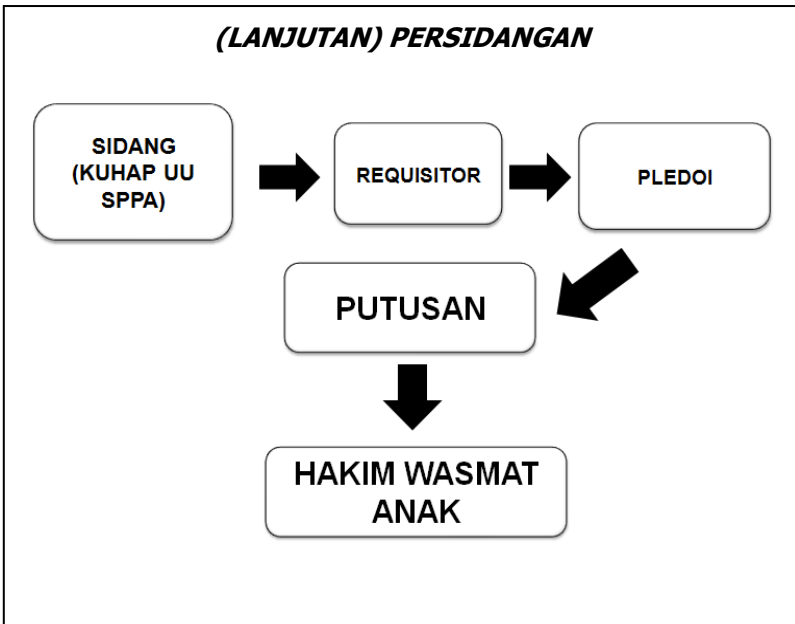 (LANJUTAN) PERSIDANGAN
SIDANG
(KUHAP UU
SPPA)
REQUISITOR
PLEDOI
PUTUSAN
HAKIM WASMAT
ANAK